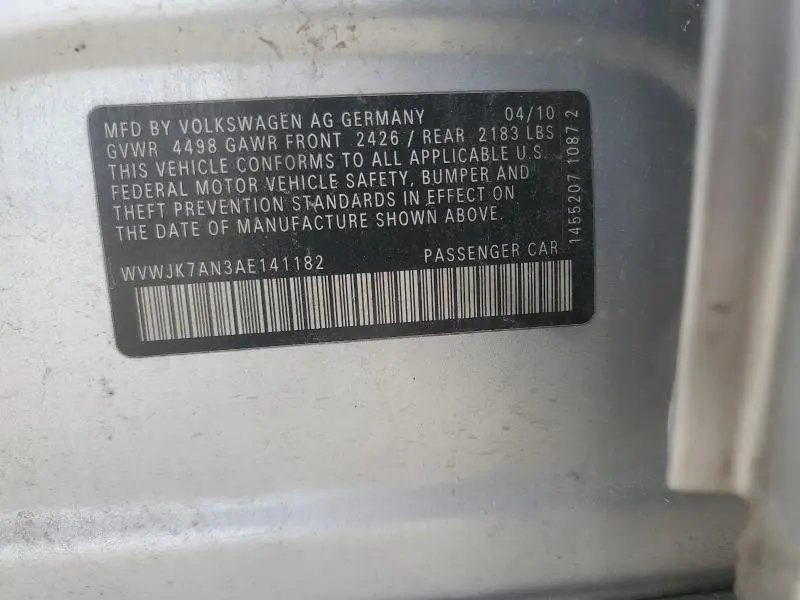 MFD BY VOLKSWAGEN AG GERMANY 04/10
GVWR 4498 GAWR FRONT 2426 / REAR 2183 LBS
THIS VEHICLE CONFORMS TO ALL APPLICABLE U.S.
FEDERAL MOTOR VEHICLE SAFETY, BUMPER AND
THEFT PREVENTION STANDARDS IN EFFECT ON
THE DATE OF MANUFACTURE SHOWN ABOVE.
WVWJK7AN3AE141182 PASSENGER CAR
1455207 1087 2